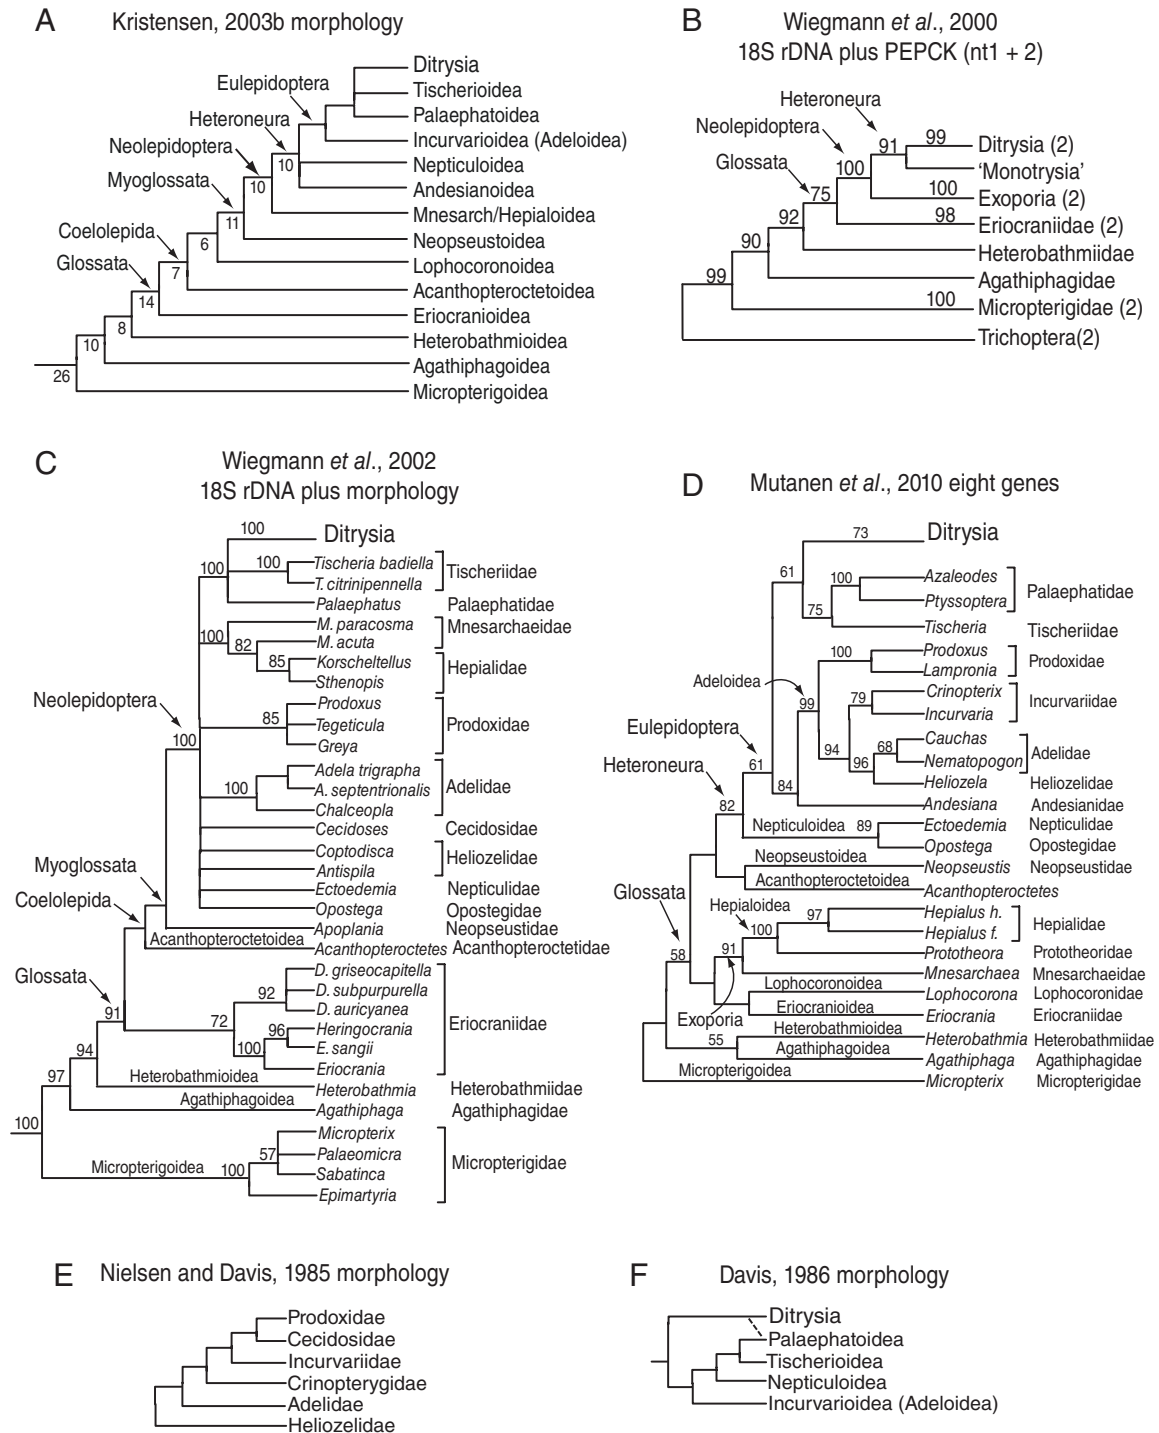 A
Kristensen, 2003b morphology
Eulepidoptera
Heteroneura
Neolepidoptera
Myoglossata
Coelolepida
Glossata
Ditrysia
Tischerioidea
Palaephatoidea
Incurvarioidea (Adeloidea)
Nepticuloidea
Andesianoidea
Mnesarch/Hepialoidea
Neopseustoidea
Lophocoronoidea
Acanthopteroctetoidea
Eriocranioidea
Heterobathmioidea
Agathiphagoidea
Micropterigoidea
10
10
11
6
7
14
8
10
26
B
Wiegmann et al., 2000
18S rDNA plus PEPCK (nt1 + 2)
Heteroneura
Neolepidoptera
Glossata
99
91
100
100
75
98
92
90
99
100
Ditrysia (2)
'Monotrysia'
Exoporia (2)
Eriocraniidae (2)
Heterobathmiidae
Agathiphagidae
Micropterigidae (2)
Trichoptera(2)
C
Wiegmann et al., 2002
18S rDNA plus morphology
100
Ditrysia
100
100
Tischeria badiella
T. citrinipennella
Tischeriidae
Palaephatus Palaephatidae
100
M. paracosma
82
M. acuta
Mnesarchaeidae
85
Korscheltellus
Sthenopis
Hepialidae
Neolepidoptera
100
85
Prodoxus
Tegeticula
Greya
Prodoxidae
100
Adela trigrapha
A. septentrionalis
Chalceopla
Adelidae
Cecidoses Cecidosidae
Coptodisca
Antispila
Heliozelidae
Ectoedemia Nepticulidae
Opostega Opostegidae
Myoglossata
Coelolepida
Apoplania Neopseustidae
Acanthopteroctetoidea
Acanthopteroctetes Acanthopteroctetidae
Glossata
91
72
92
D. griseocapitella
D. subpurpurella
D. auricyanea
96
100
Heringocrania
E. sangii
Eriocrania
Eriocraniidae
94
Heterobathmioidea
Heterobathmia Heterobathmiidae
97
Agathiphagoidea
Agathiphaga Agathiphagidae
100
Micropterigoidea
100
57
Micropterix
Palaeomicra
Sabatinca
Epimartyria
Micropterigidae
D
Mutanen et al., 2010 eight genes
73
Ditrysia
61
100
Azaleodes
Ptyssoptera
Palaephatidae
75
Tischeria Tischeriidae
100
Prodoxus
Lampronia
Prodoxidae
Adeloidea
99
79
Crinopterix
Incurvaria
Incurvariidae
94
68
96
Cauchas
Nematopogon
Adelidae
Heliozela Heliozelidae
Eulepidoptera
61
84
Andesiana Andesianidae
Heteroneura
82
Nepticuloidea
89
Ectoedemia Nepticulidae
Opostega Opostegidae
Neopseustoidea
Neopseustis Neopseustidae
Acanthoptero​ctetoidea
Acanthopteroctetes
Glossata
58
Hepialoidea
97
100
Hepialus h.
Hepialus f.
Hepialidae
91
Prototheora Prototheoridae
Mnesarchaea Mnesarchaeidae
Exoporia
Lophocoronoidea
Lophocorona Lophocoronidae
Eriocranioidea
Eriocrania Eriocraniidae
Heterobathmioidea
55
Heterobathmia Heterobathmiidae
Agathiphagoidea
Agathiphaga Agathiphagidae
Micropterigoidea
Micropterix Micropterigidae
E
Nielsen and Davis, 1985 morphology
Prodoxidae
Cecidosidae
Incurvariidae
Crinopterygidae
Adelidae
Heliozelidae
F
Davis, 1986 morphology
Ditrysia
Palaephatoidea
Tischerioidea
Nepticuloidea
Incurvarioidea (Adeloidea)